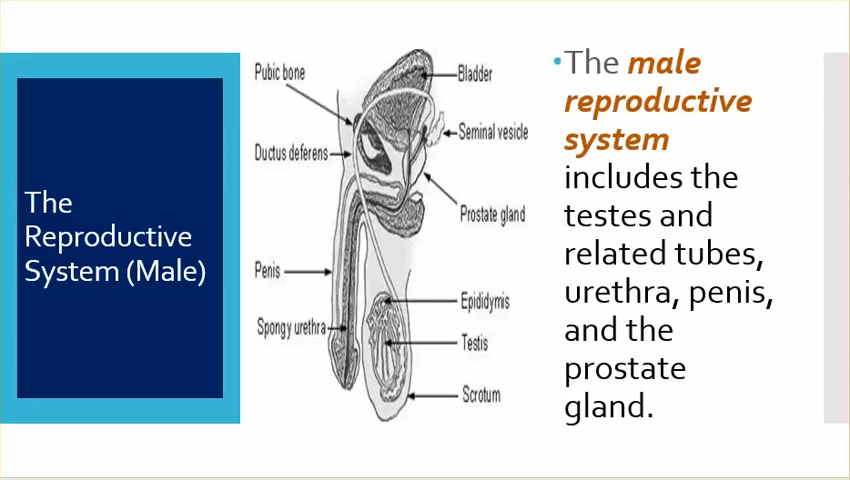 The
Reproductive
System (Male)
Pubic bone
Bladder
Seminal vesicle
Ductus deferens
Prostate gland
Penis
Epididymis
Spongy urethra
Testis
Scrotum
•The male
reproductive
system
includes the
testes and
related tubes,
urethra, penis,
and the
prostate
gland.